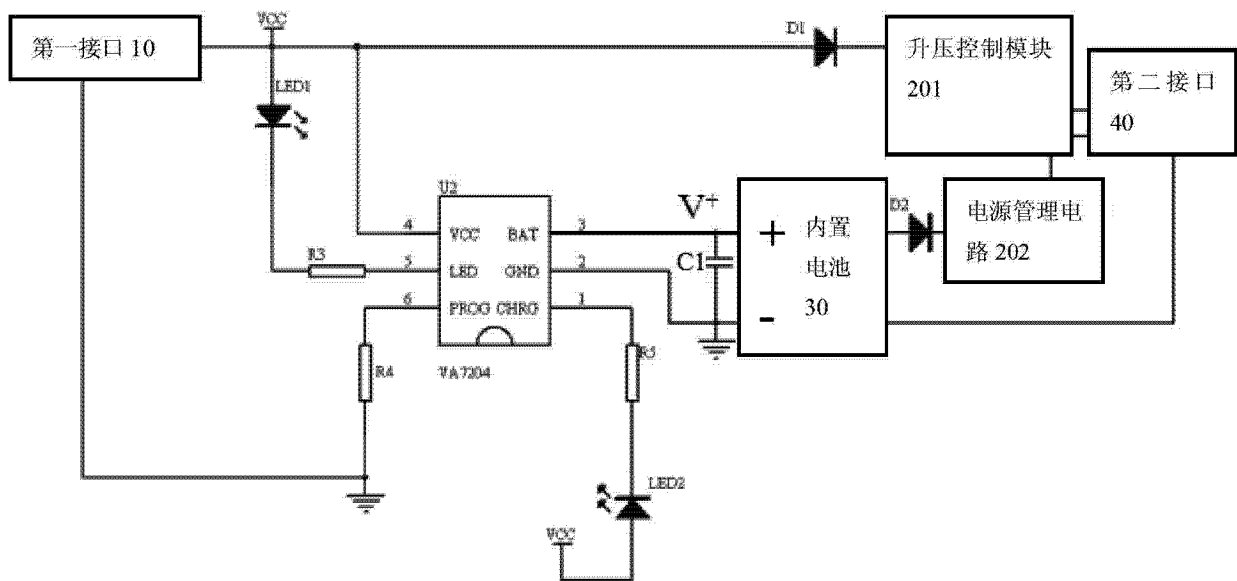 VCC
第一接口 10
D1
升压控制模块
201
第二接口
40
LED1
U2
V+
D2
4
VCC
BAT
3
内置
电池
30
电源管理电
路 202
R3
5
LED
GND
2
C1
6
PROG
CHRG
1
R4
VA7204
R5
LED2
VCC